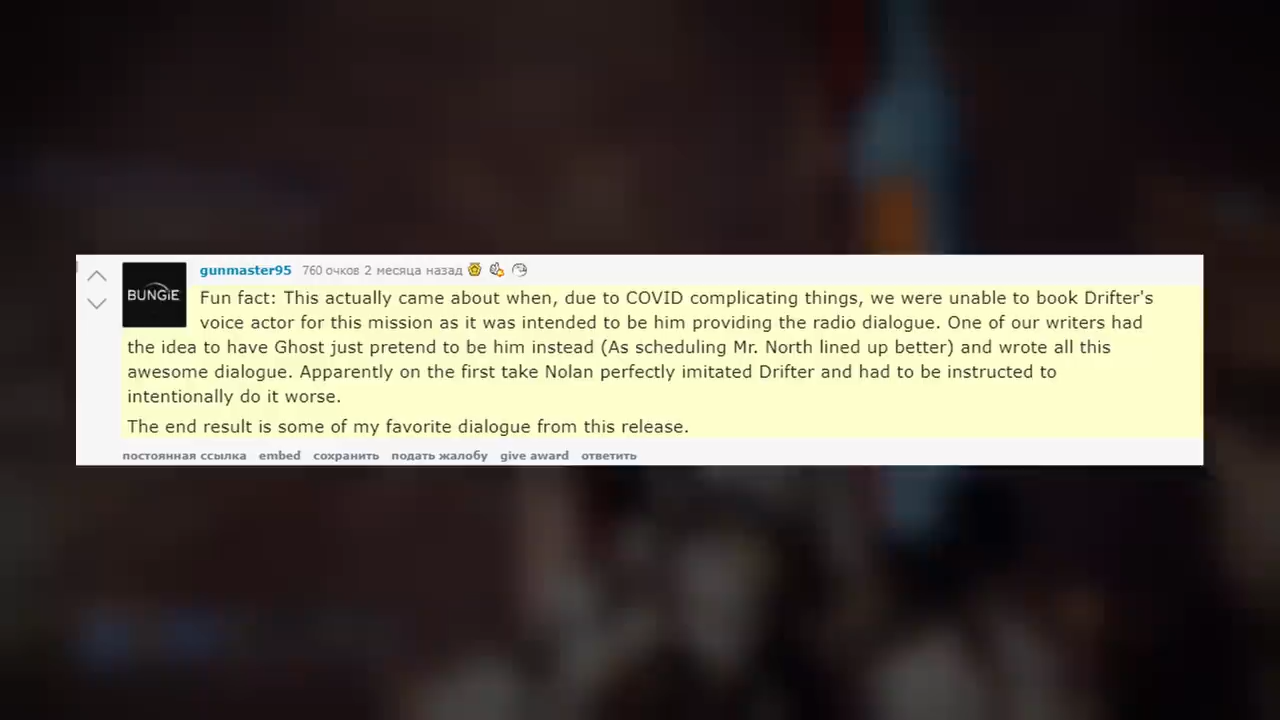 BUNGiE
gunmaster95 760 очков 2 месяца назад
Fun fact: This actually came about when, due to COVID complicating things, we were unable to book Drifter's
voice actor for this mission as it was intended to be him providing the radio dialogue. One of our writers had
the idea to have Ghost just pretend to be him instead (As scheduling Mr. North lined up better) and wrote all this
awesome dialogue. Apparently on the first take Nolan perfectly imitated Drifter and had to be instructed to
intentionally do it worse.
The end result is some of my favorite dialogue from this release.
постоянная ссылка embed сохранить подать жалобу give award ответить